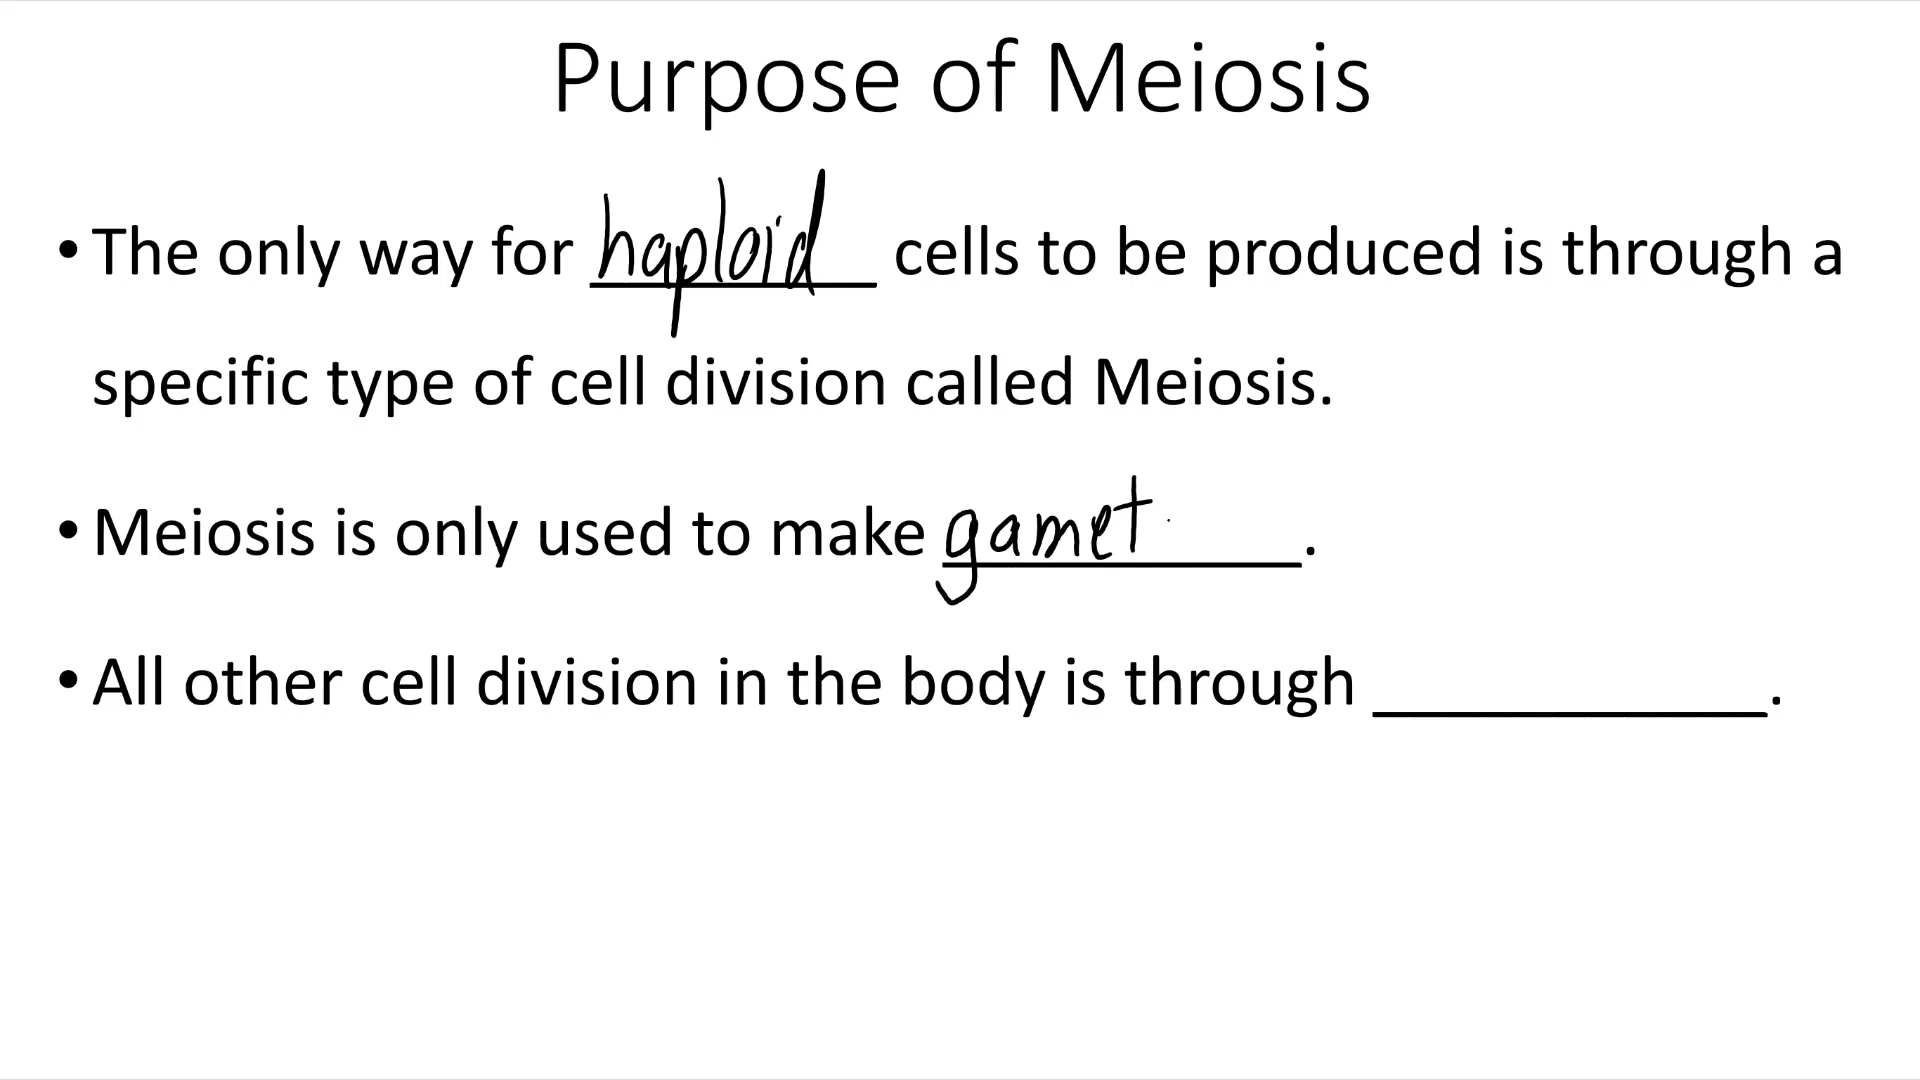 Purpose of Meiosis
• The only way for haploid cells to be produced is through a
specific type of cell division called Meiosis.
• Meiosis is only used to make gamet.
• All other cell division in the body is through ____________.